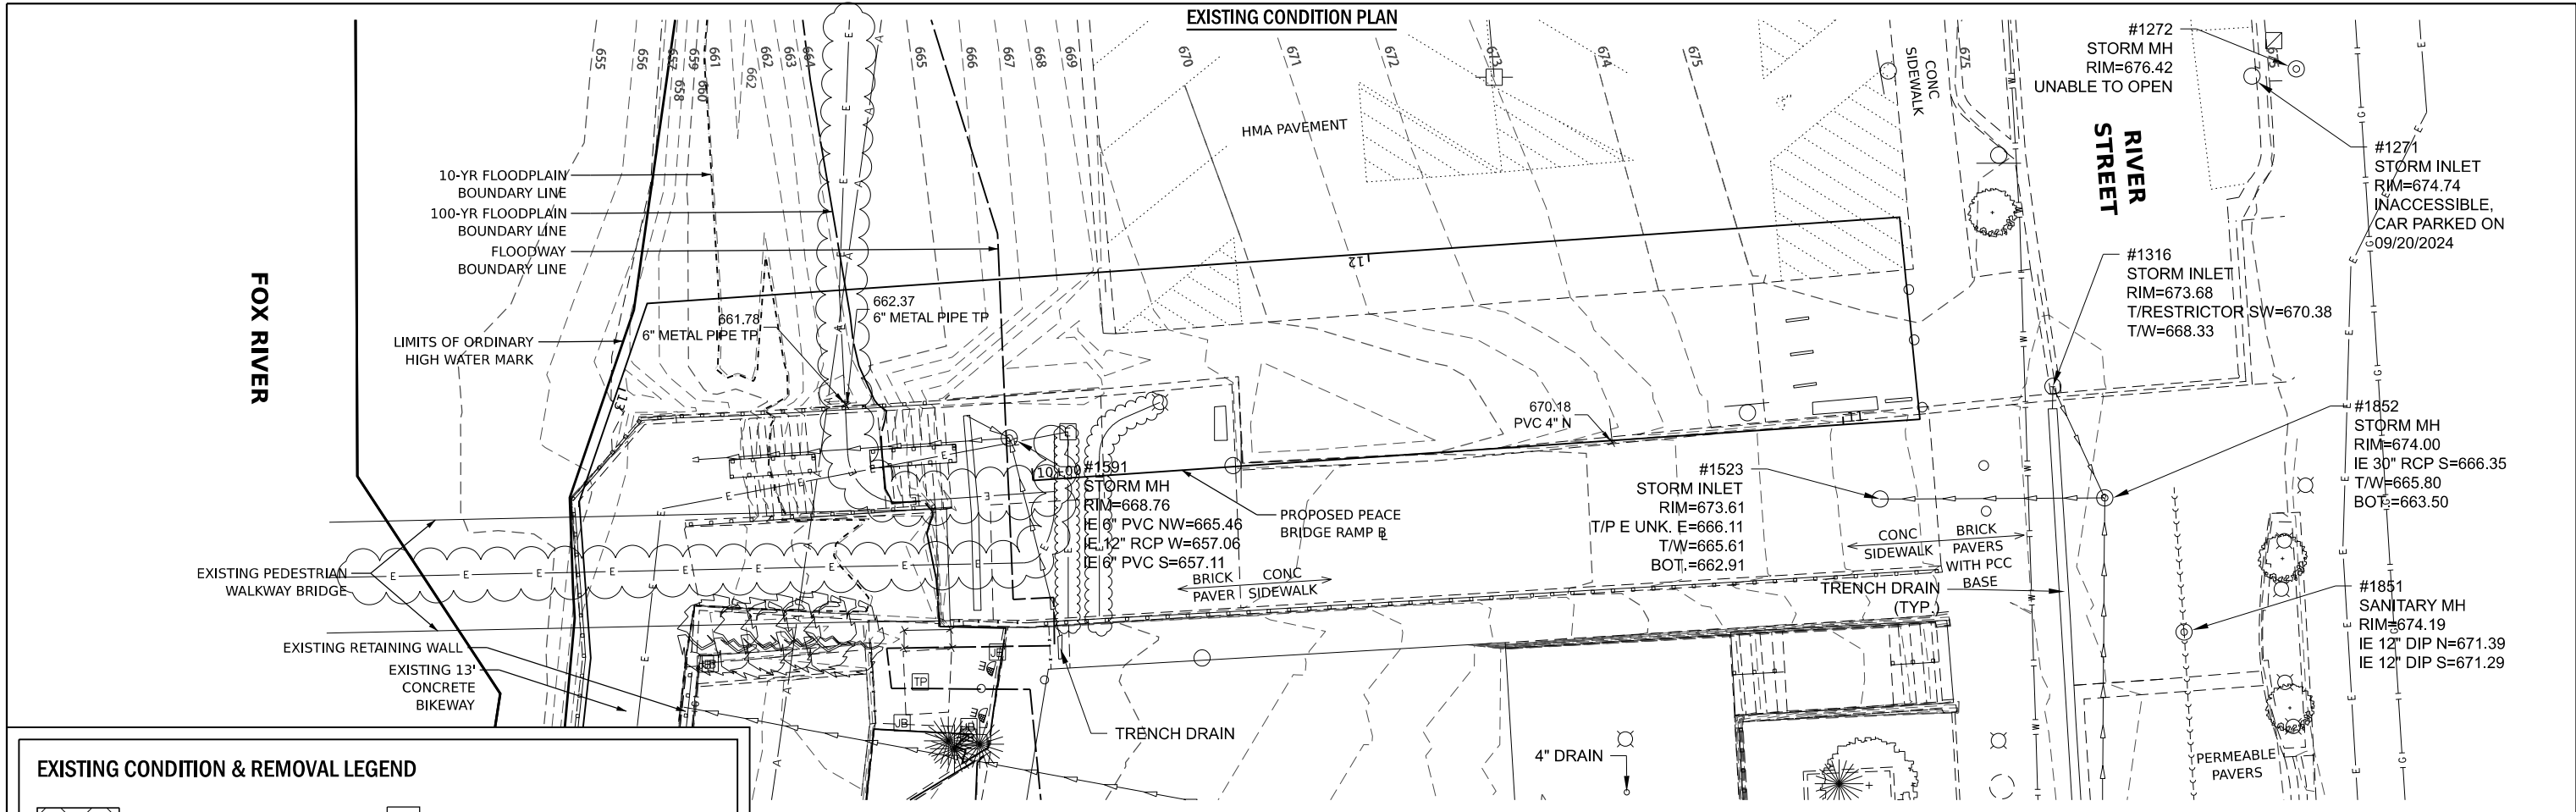 EXISTING CONDITION PLAN
655
656
657
658
659
660
661
662
662
663
664
665
666
667
668
669
670
671
672
673
674
675
675
675
E
A
CONC
SIDEWALK
HMA PAVEMENT
#1272
STORM MH
RIM=676.42
UNABLE TO OPEN
RIVER
STREET
#1271
STORM INLET
RIM=674.74
INACCESSIBLE,
CAR PARKED ON
09/20/2024
10-YR FLOODPLAIN
BOUNDARY LINE
100-YR FLOODPLAIN
BOUNDARY LINE
FLOODWAY
BOUNDARY LINE
FOX RIVER
LIMITS OF ORDINARY
HIGH WATER MARK
661.78
6" METAL PIPE TP
662.37
6" METAL PIPE TP
12
13
11
10+00
#1316
STORM INLET
RIM=673.68
T/RESTRICTOR SW=670.38
T/W=668.33
670.18
PVC 4" N
#1852
STORM MH
RIM=674.00
IE 30" RCP S=666.35
T/W=665.80
BOT.=663.50
#1591
STORM MH
RIM=668.76
IE 6" PVC NW=665.46
IE 12" RCP W=657.06
IE 6" PVC S=657.11
PROPOSED PEACE
BRIDGE RAMP ℄
#1523
STORM INLET
RIM=673.61
T/P E UNK. E=666.11
T/W=665.61
BOT.=662.91
CONC
SIDEWALK
BRICK
PAVERS
WITH PCC
BASE
BRICK
PAVER
CONC
SIDEWALK
TRENCH DRAIN
(TYP.)
#1851
SANITARY MH
RIM=674.19
IE 12" DIP N=671.39
IE 12" DIP S=671.29
EXISTING PEDESTRIAN
WALKWAY BRIDGE
EXISTING RETAINING WALL
EXISTING 13'
CONCRETE
BIKEWAY
TP
JB
TRENCH DRAIN
4" DRAIN
PERMEABLE
PAVERS
EXISTING CONDITION & REMOVAL LEGEND